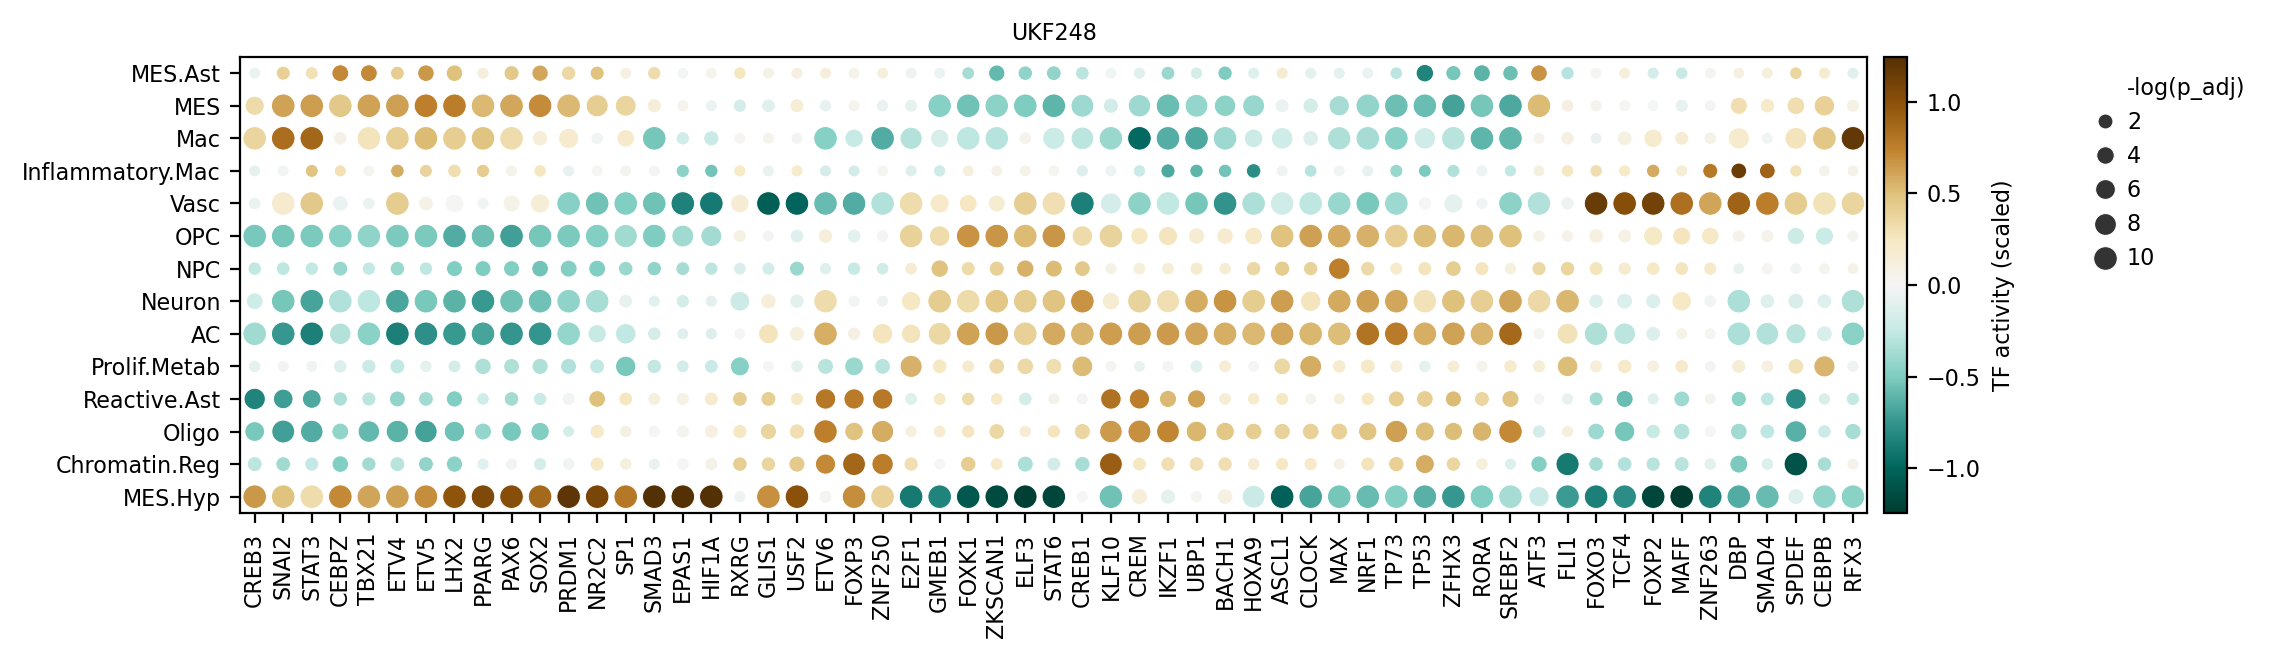 UKF248
MES.Ast
MES
Mac
Inflammatory.Mac
Vasc
OPC
NPC
Neuron
AC
Prolif.Metab
Reactive.Ast
Oligo
Chromatin.Reg
MES.Hyp
CREB3
SNAI2
STAT3
CEBPZ
TBX21
ETV4
ETV5
LHX2
PPARG
PAX6
SOX2
PRDM1
NR2C2
SP1
SMAD3
EPAS1
HIF1A
RXRG
GLIS1
USF2
ETV6
FOXP3
ZNF250
E2F1
GMEB1
FOXK1
ZKSCAN1
ELF3
STAT6
CREB1
KLF10
CREM
IKZF1
UBP1
BACH1
HOXA9
ASCL1
CLOCK
MAX
NRF1
TP73
TP53
ZFHX3
RORA
SREBF2
ATF3
FLI1
FOXO3
TCF4
FOXP2
MAFF
ZNF263
DBP
SMAD4
SPDEF
CEBPB
RFX3
1.0
0.5
0.0
−0.5
−1.0
TF activity (scaled)
-log(p_adj)
2
4
6
8
10